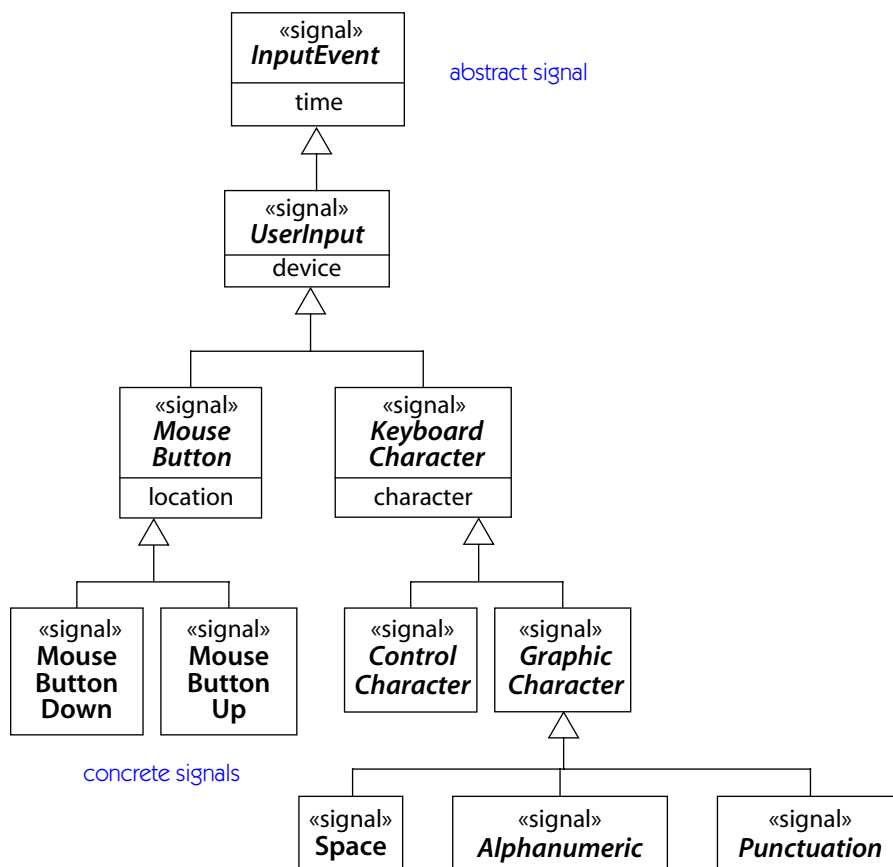 «signal»
InputEvent
abstract signal
time
«signal»
UserInput
device
«signal»
Mouse
Button
location
«signal»
Keyboard
Character
character
«signal»
Mouse
Button
Down
«signal»
Mouse
Button
Up
«signal»
Control
Character
«signal»
Graphic
Character
concrete signals
«signal»
Space
«signal»
Alphanumeric
«signal»
Punctuation